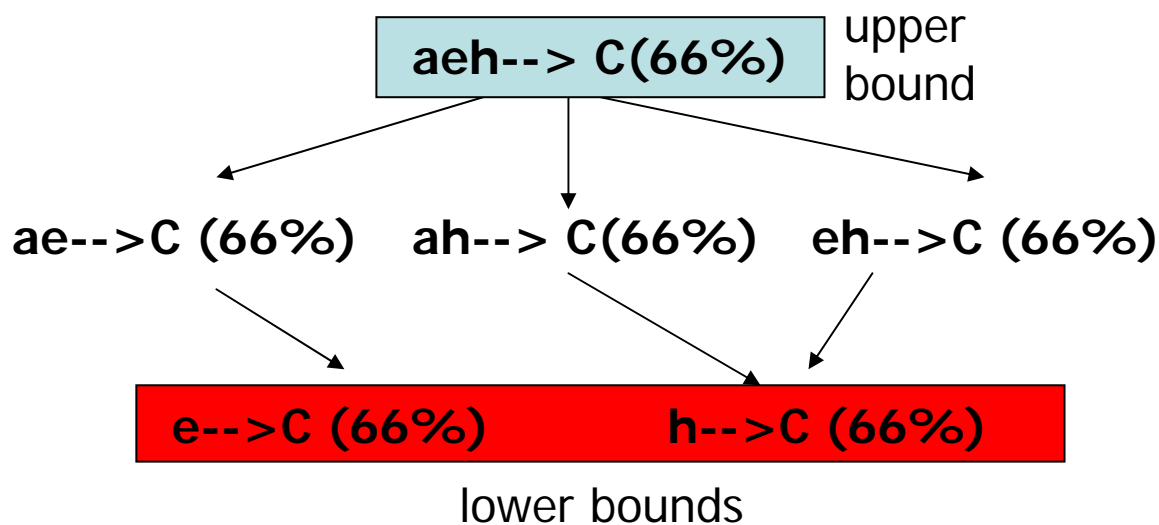 aeh--> C(66%)
upper
bound
ae-->C (66%)
ah--> C(66%)
eh-->C (66%)
e-->C (66%)
h-->C (66%)
lower bounds